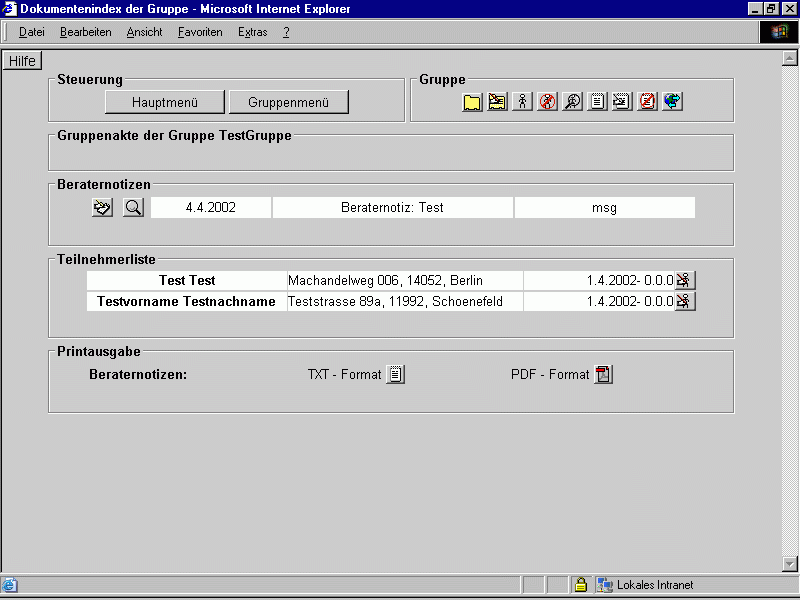 Dokumentenindex der Gruppe - Microsoft Internet Explorer
Datei Bearbeiten Ansicht Favoriten Extras ?
Hilfe
Steuerung
Hauptmenü Gruppenmenü
Gruppe
Gruppenakte der Gruppe TestGruppe
Beraternotizen
4.4.2002 Beraternotiz: Test msg
Teilnehmerliste
Test Test Machandelweg 006, 14052, Berlin 1.4.2002- 0.0.0
Testvorname Testnachname Teststrasse 89a, 11992, Schoenefeld 1.4.2002- 0.0.0
Printausgabe
Beraternotizen: TXT - Format PDF - Format
Lokales Intranet